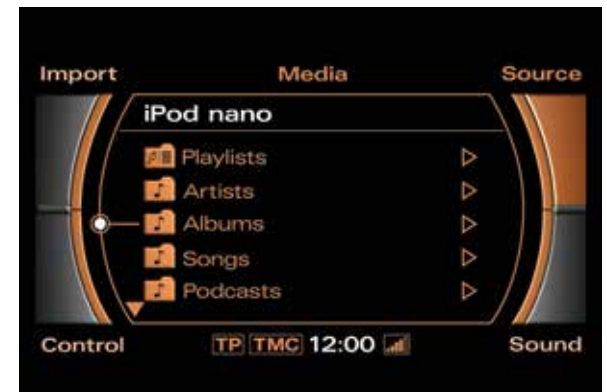 Import Media Source
iPod nano
Playlists
Artists
Albums
Songs
Podcasts
Control TP TMC 12:00 Sound